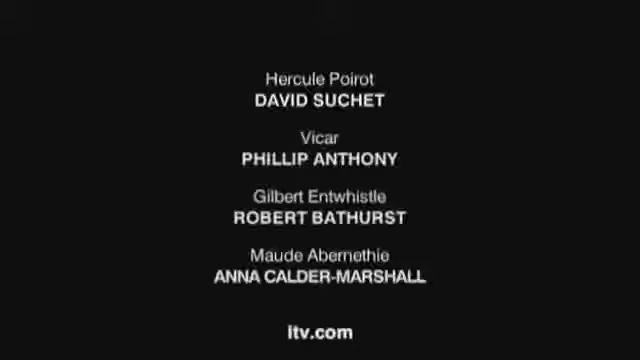 Hercule Poirot
DAVID SUCHET
Vicar
PHILLIP ANTHONY
Gilbert Entwhistle
ROBERT BATHURST
Maude Abernethie
ANNA CALDER-MARSHALL
itv.com